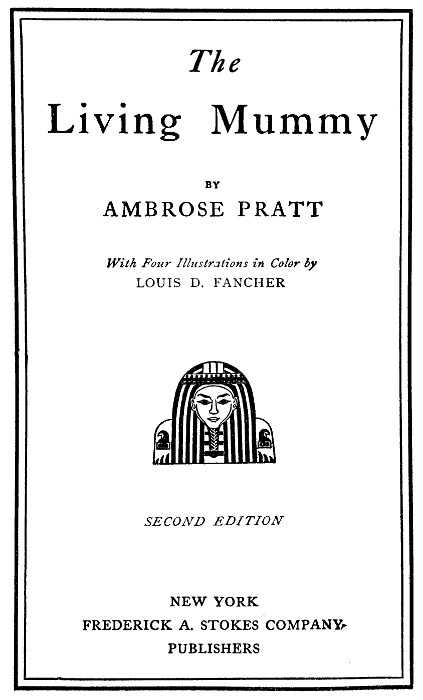 The
Living Mummy
BY
AMBROSE PRATT
With Four Illustrations in Color by
LOUIS D. FANCHER
SECOND EDITION
NEW YORK
FREDERICK A. STOKES COMPANY
PUBLISHERS